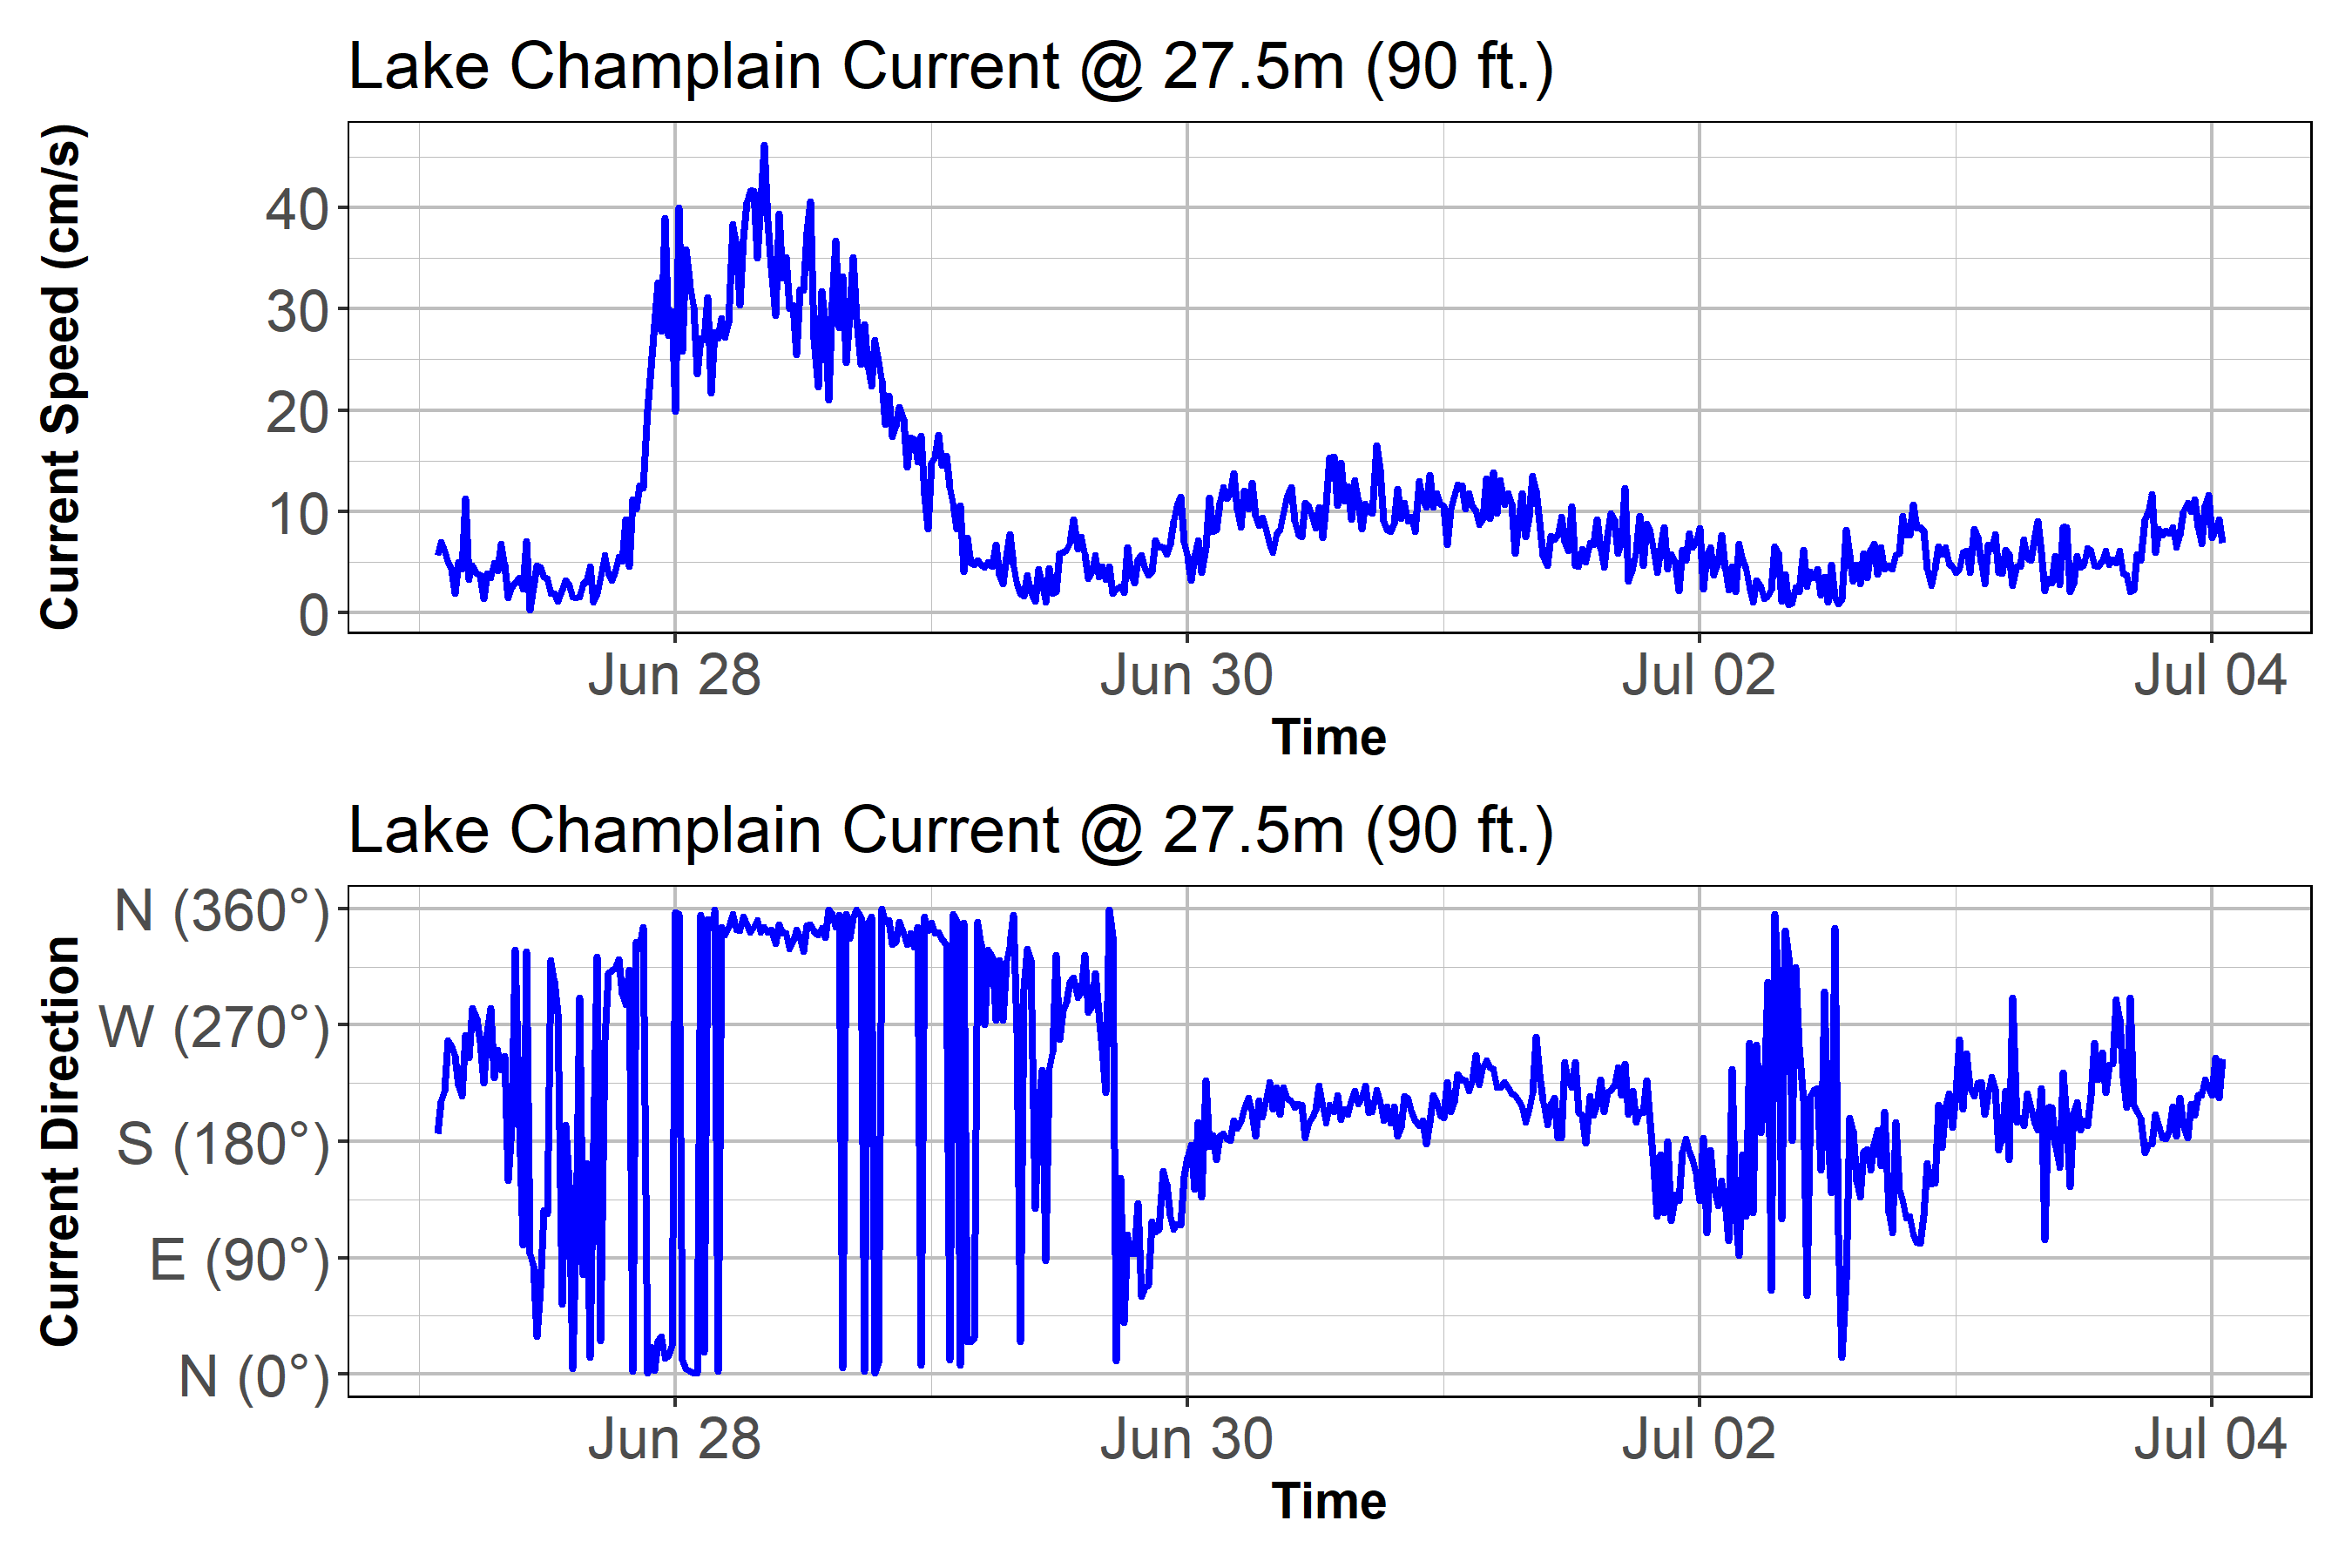 Lake Champlain Current @ 27.5m (90 ft.)
Current Speed (cm/s)
40
30
20
10
0
Jun 28 Jun 30 Jul 02 Jul 04
Time
Lake Champlain Current @ 27.5m (90 ft.)
Current Direction
N (360°)
W (270°)
S (180°)
E (90°)
N (0°)
Jun 28 Jun 30 Jul 02 Jul 04
Time